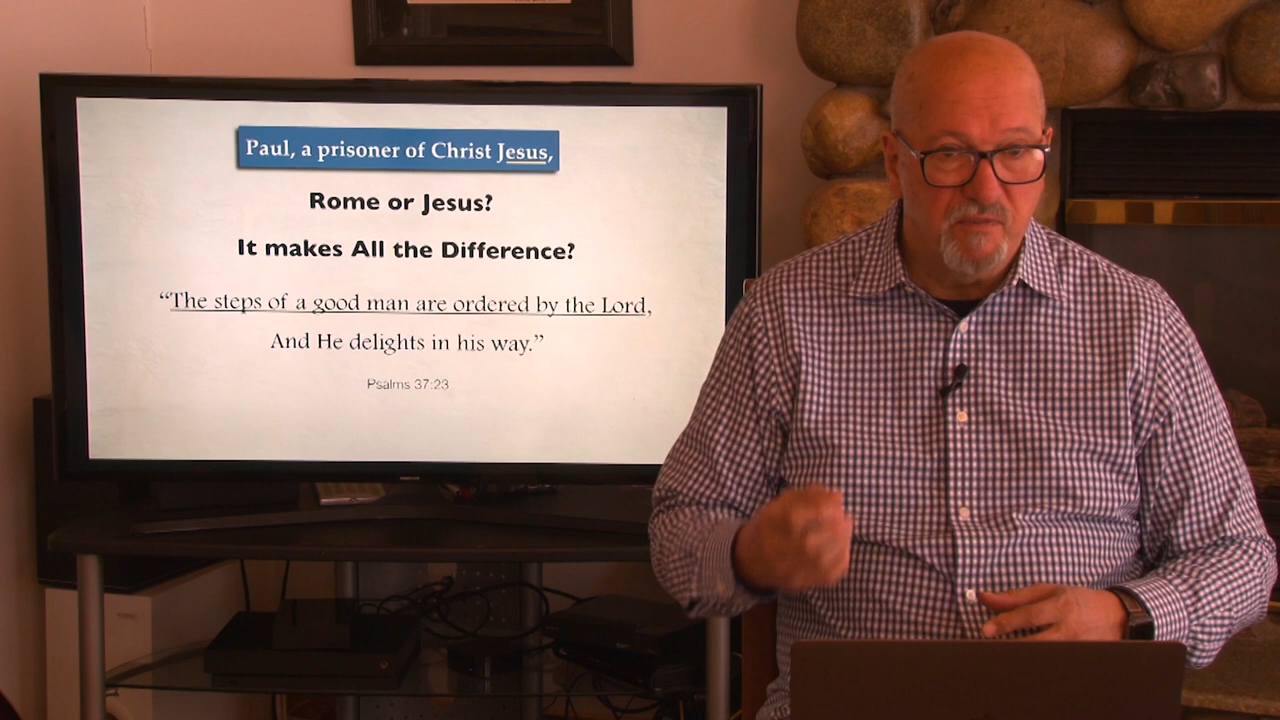 Paul, a prisoner of Christ Jesus,
Rome or Jesus?
It makes All the Difference?
“The steps of a good man are ordered by the Lord,
And He delights in his way.”
Psalms 37:23